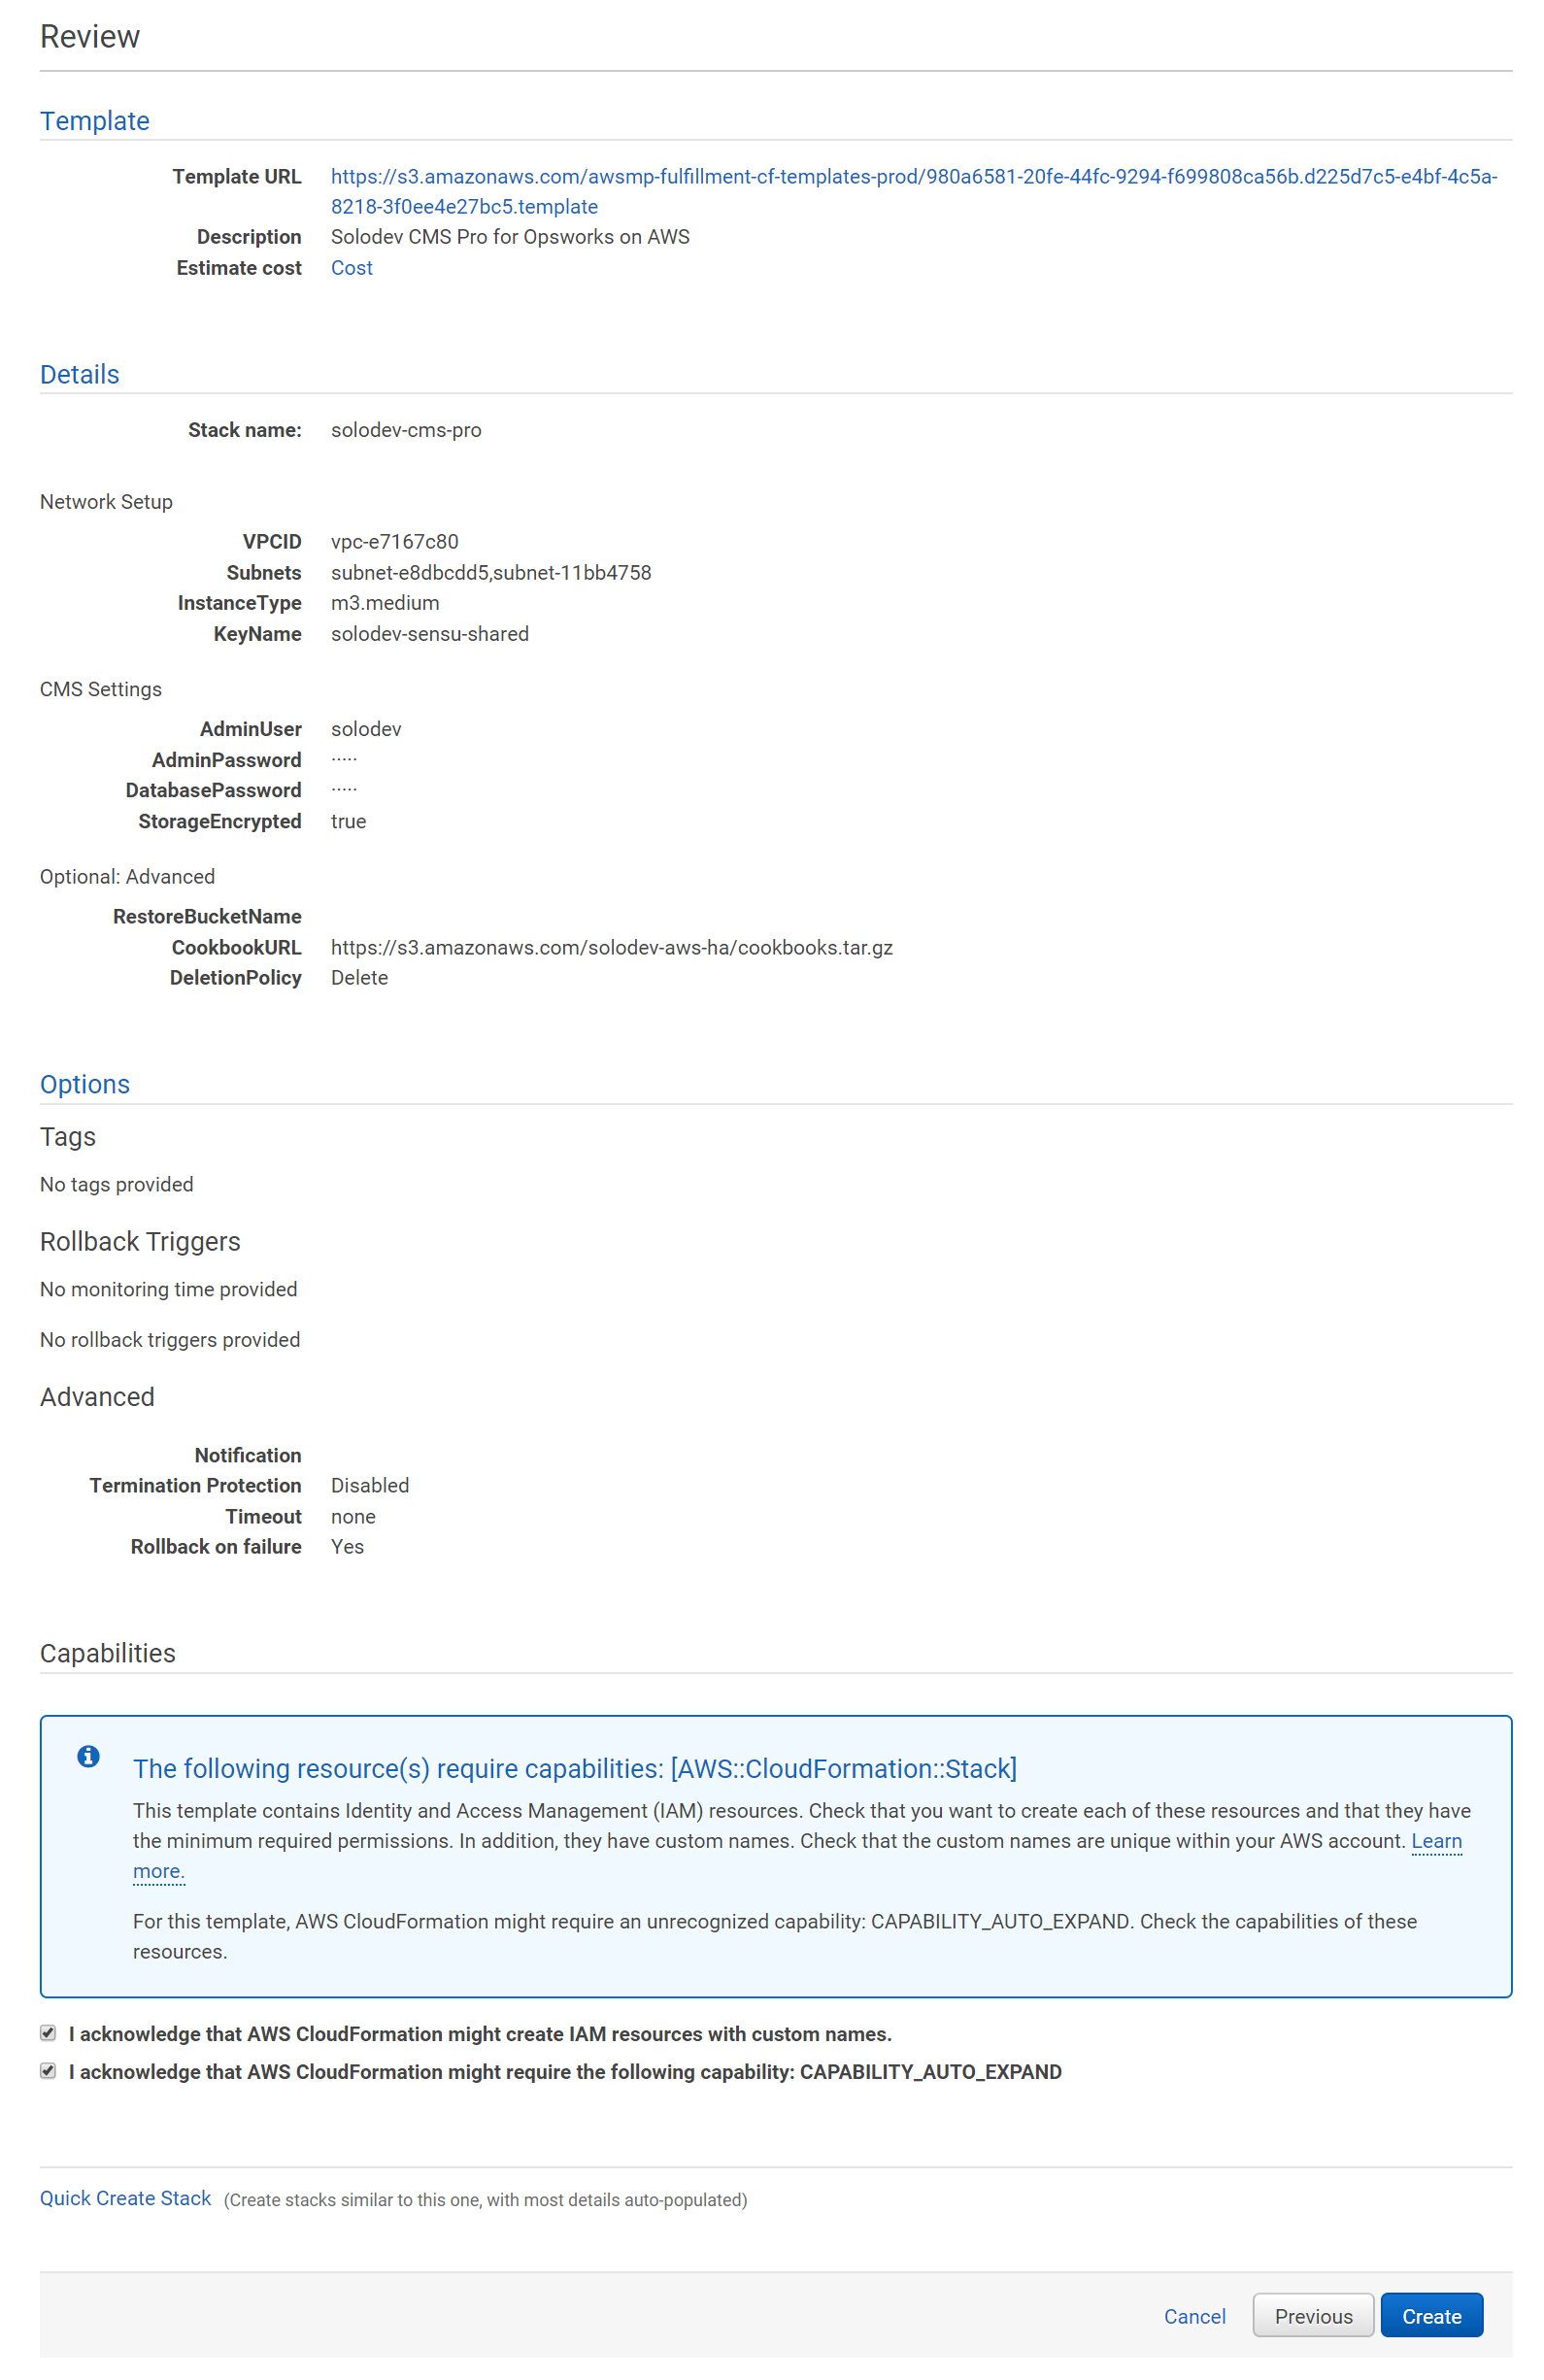 Review
Template
Template URL https://s3.amazonaws.com/awsmp-fulfillment-cf-templates-prod/980a6581-20fe-44fc-9294-f699808ca56b.d225d7c5-e4bf-4c5a-
8218-3f0ee4e27bc5.template
Description Solodev CMS Pro for Opsworks on AWS
Estimate cost Cost
Details
Stack name: solodev-cms-pro
Network Setup
VPCID vpc-e7167c80
Subnets subnet-e8dbcdd5,subnet-11bb4758
InstanceType m3.medium
KeyName solodev-sensu-shared
CMS Settings
AdminUser solodev
AdminPassword ·····
DatabasePassword ·····
StorageEncrypted true
Optional: Advanced
RestoreBucketName
CookbookURL https://s3.amazonaws.com/solodev-aws-ha/cookbooks.tar.gz
DeletionPolicy Delete
Options
Tags
No tags provided
Rollback Triggers
No monitoring time provided
No rollback triggers provided
Advanced
Notification
Termination Protection Disabled
Timeout none
Rollback on failure Yes
Capabilities
The following resource(s) require capabilities: [AWS::CloudFormation::Stack]
This template contains Identity and Access Management (IAM) resources. Check that you want to create each of these resources and that they have
the minimum required permissions. In addition, they have custom names. Check that the custom names are unique within your AWS account. Learn
more.
For this template, AWS CloudFormation might require an unrecognized capability: CAPABILITY_AUTO_EXPAND. Check the capabilities of these
resources.
I acknowledge that AWS CloudFormation might create IAM resources with custom names.
I acknowledge that AWS CloudFormation might require the following capability: CAPABILITY_AUTO_EXPAND
Quick Create Stack (Create stacks similar to this one, with most details auto-populated)
Cancel Previous Create